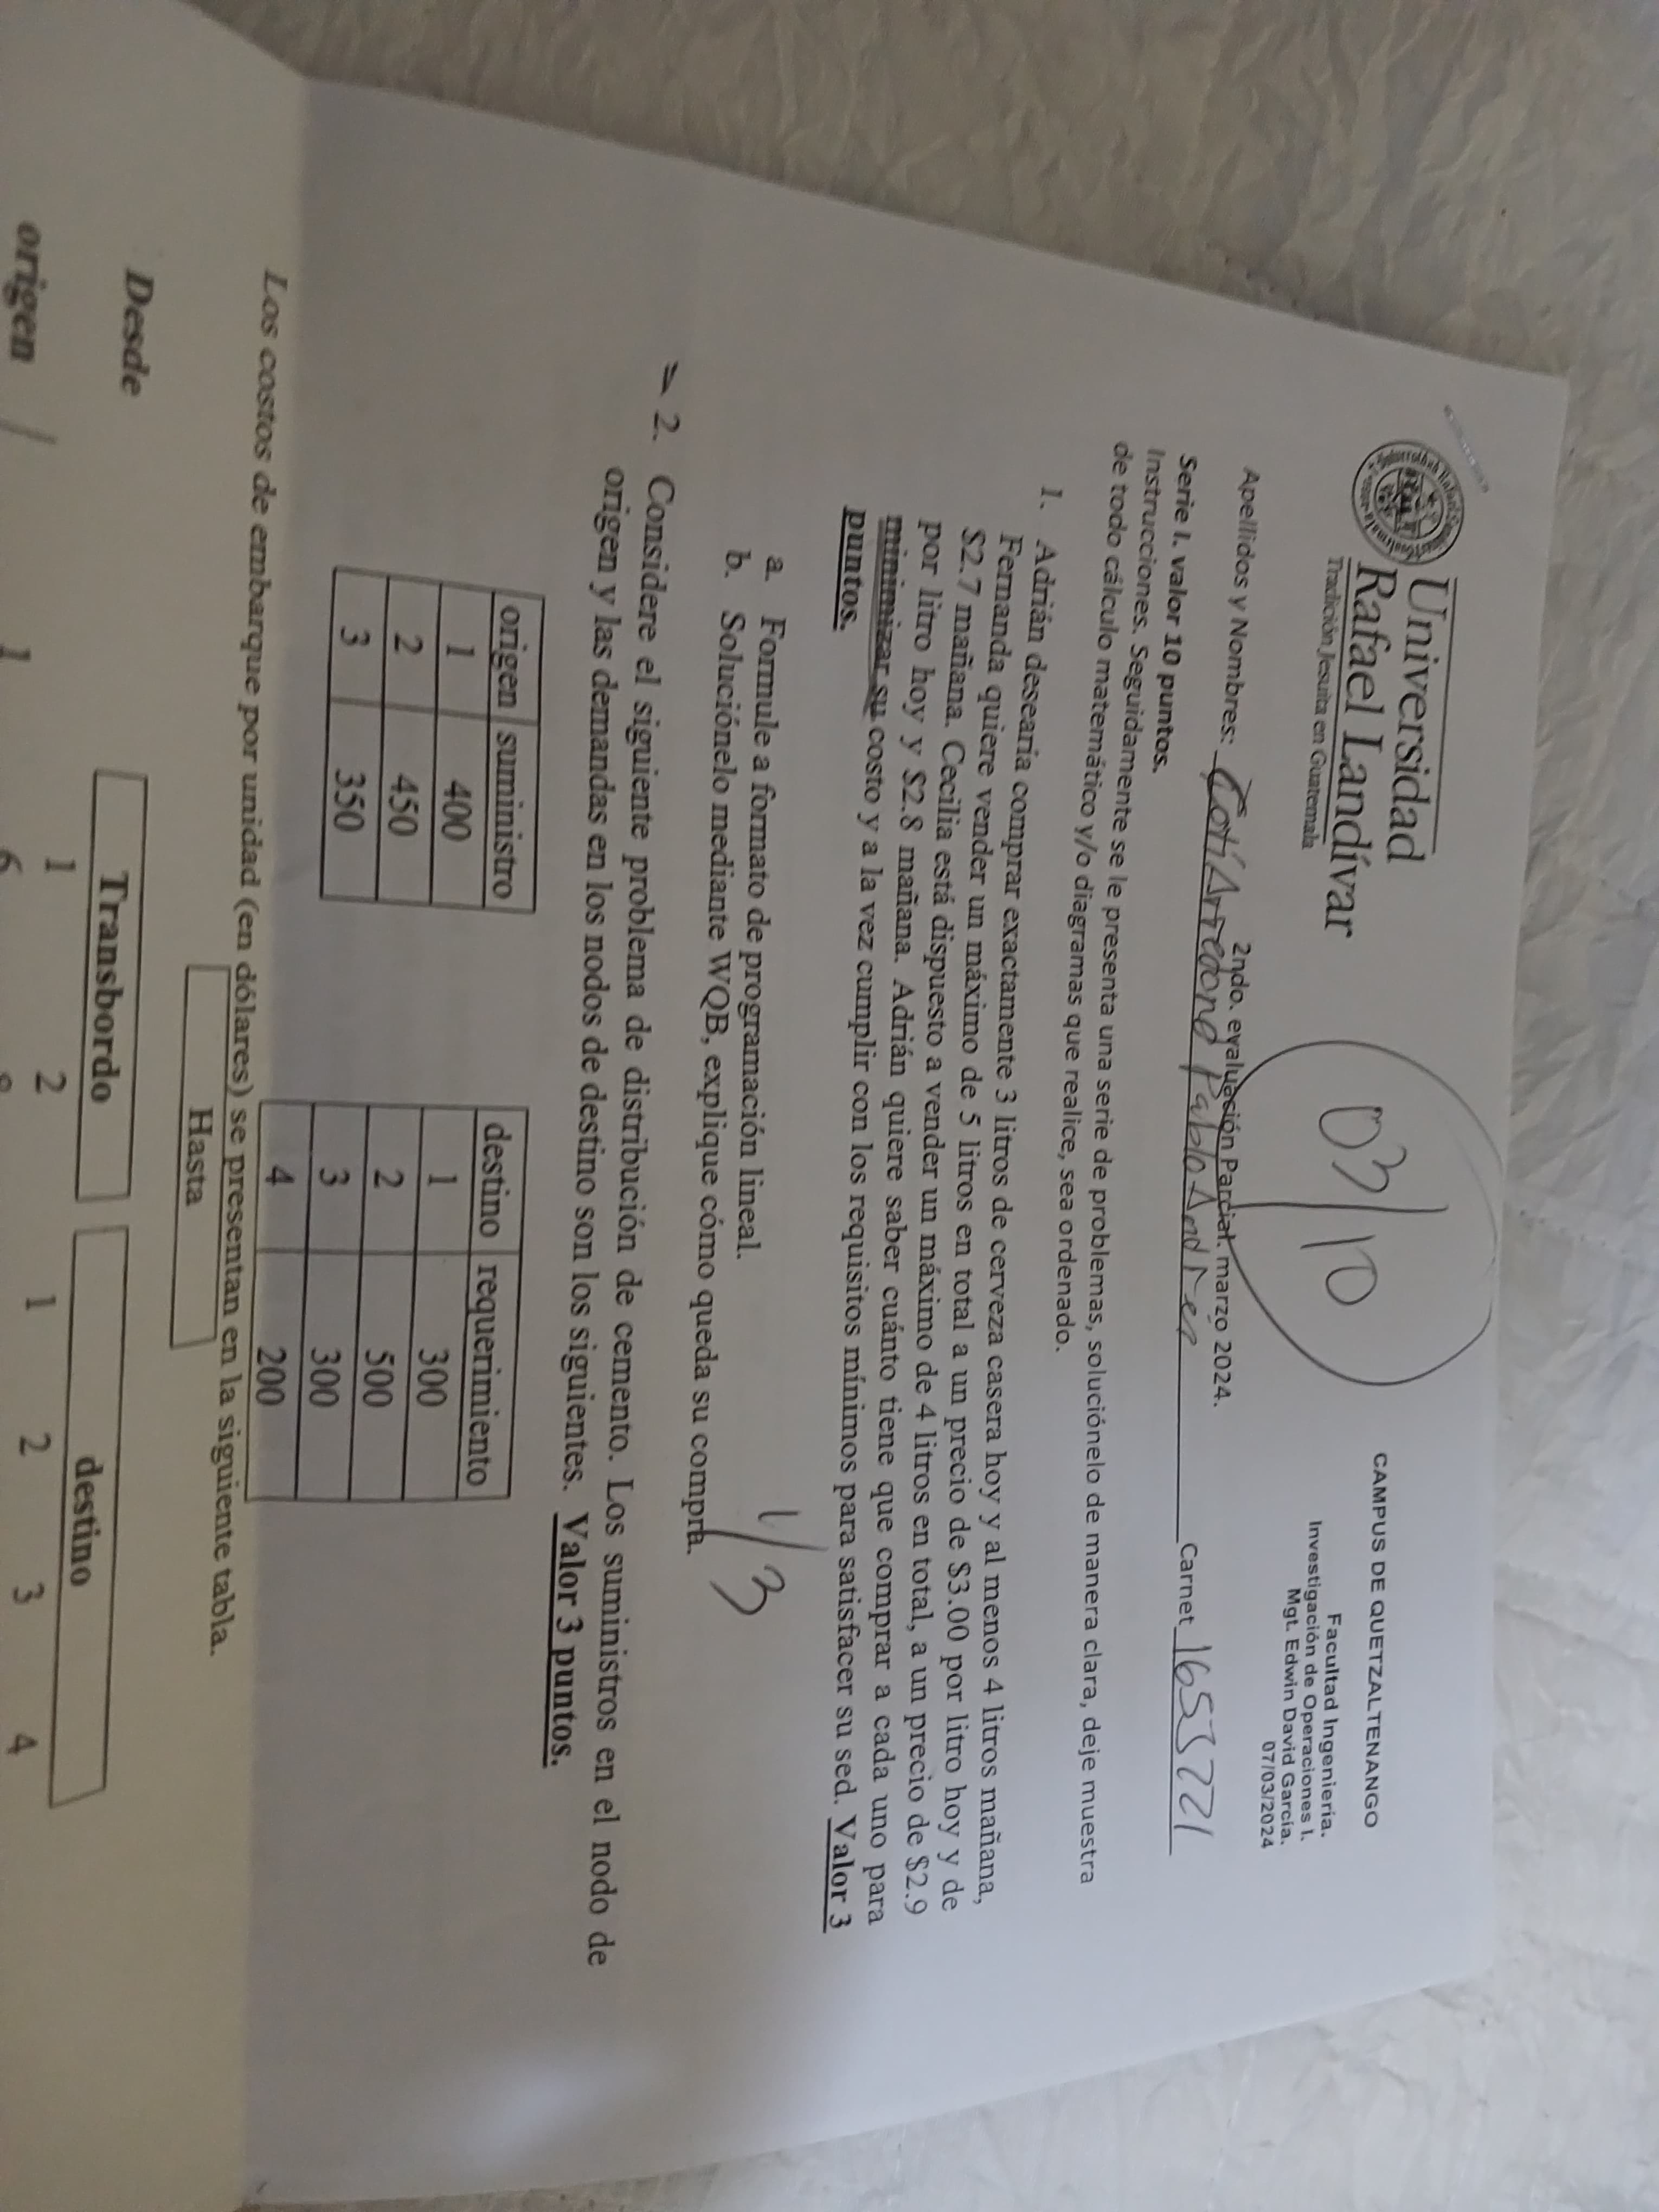 Universidad
Rafael Landívar
Tradición Jesuita en Guatemala
03/10
CAMPUS DE QUETZALTENANGO
Facultad Ingeniería.
Investigación de Operaciones I.
Mgt. Edwin David García.
07/03/2024
2ndo. evaluación Parcial. marzo 2024.
Apellidos y Nombres: Cotí Arredond Pablo Andrés Carnet 1653221
Serie I. valor 10 puntos.
Instrucciones. Seguidamente se le presenta una serie de problemas, soluciónelo de manera clara, deje muestra
de todo cálculo matemático y/o diagramas que realice, sea ordenado.
1. Adrián desearía comprar exactamente 3 litros de cerveza casera hoy y al menos 4 litros mañana,
Fernanda quiere vender un máximo de 5 litros en total a un precio de $3.00 por litro hoy y de
$2.7 mañana. Cecilia está dispuesto a vender un máximo de 4 litros en total, a un precio de $2.9
por litro hoy y $2.8 mañana. Adrián quiere saber cuánto tiene que comprar a cada uno para
minimizar su costo y a la vez cumplir con los requisitos mínimos para satisfacer su sed. Valor 3
puntos.
1/3
a. Formule a formato de programación lineal.
b. Soluciónelo mediante WQB, explique cómo queda su compra.
2. Considere el siguiente problema de distribución de cemento. Los suministros en el nodo de
origen y las demandas en los nodos de destino son los siguientes. Valor 3 puntos.
origen suministro
1 400
2 450
3 350
destino requerimiento
1 300
2 500
3 300
4 200
Los costos de embarque por unidad (en dólares) se presentan en la siguiente tabla.
Hasta
Desde
Transbordo destino
1 2 1 2 3 4
origen 1 6